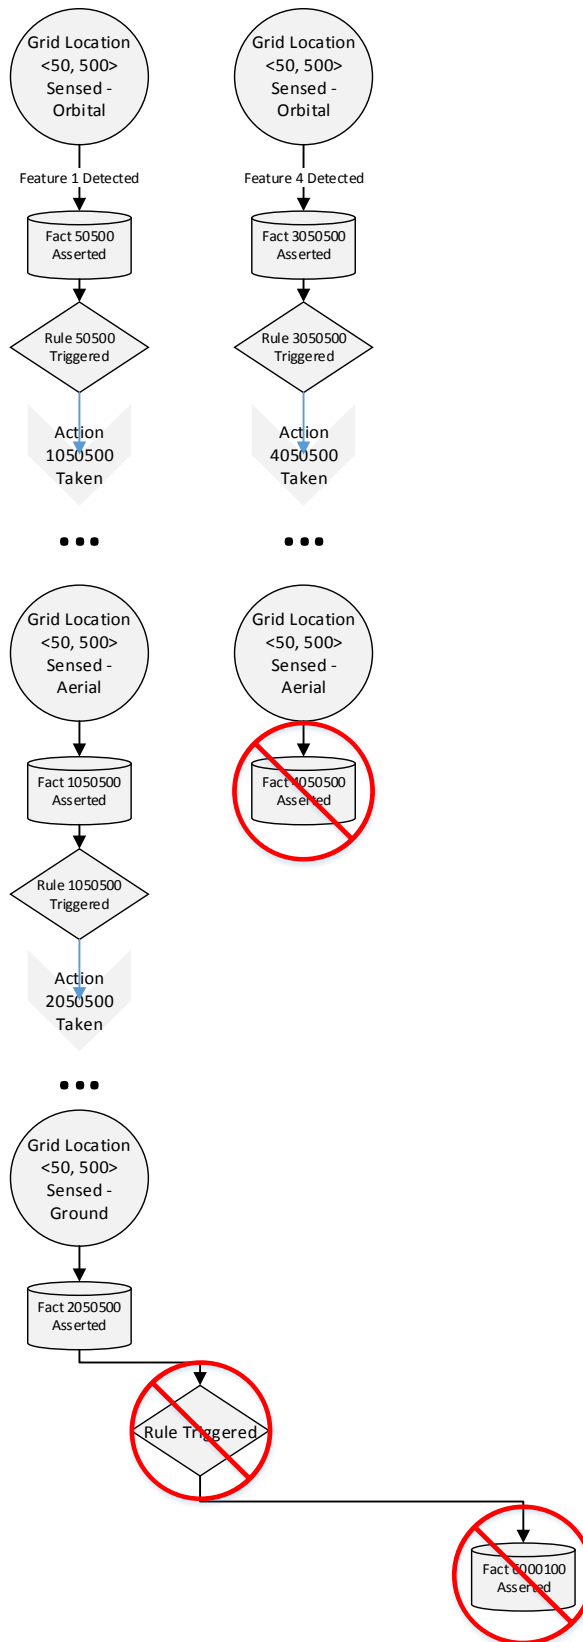 Grid Location
<50, 500>
Sensed -
Orbital
Feature 1 Detected
Fact 50500
Asserted
Rule 50500
Triggered
Action
1050500
Taken
...
Grid Location
<50, 500>
Sensed -
Orbital
Feature 4 Detected
Fact 3050500
Asserted
Rule 3050500
Triggered
Action
4050500
Taken
...
Grid Location
<50, 500>
Sensed -
Aerial
Fact 1050500
Asserted
Rule 1050500
Triggered
Action
2050500
Taken
...
Grid Location
<50, 500>
Sensed -
Aerial
Fact 4050500
Asserted
Grid Location
<50, 500>
Sensed -
Ground
Fact 2050500
Asserted
Rule Triggered
Fact 6000100
Asserted